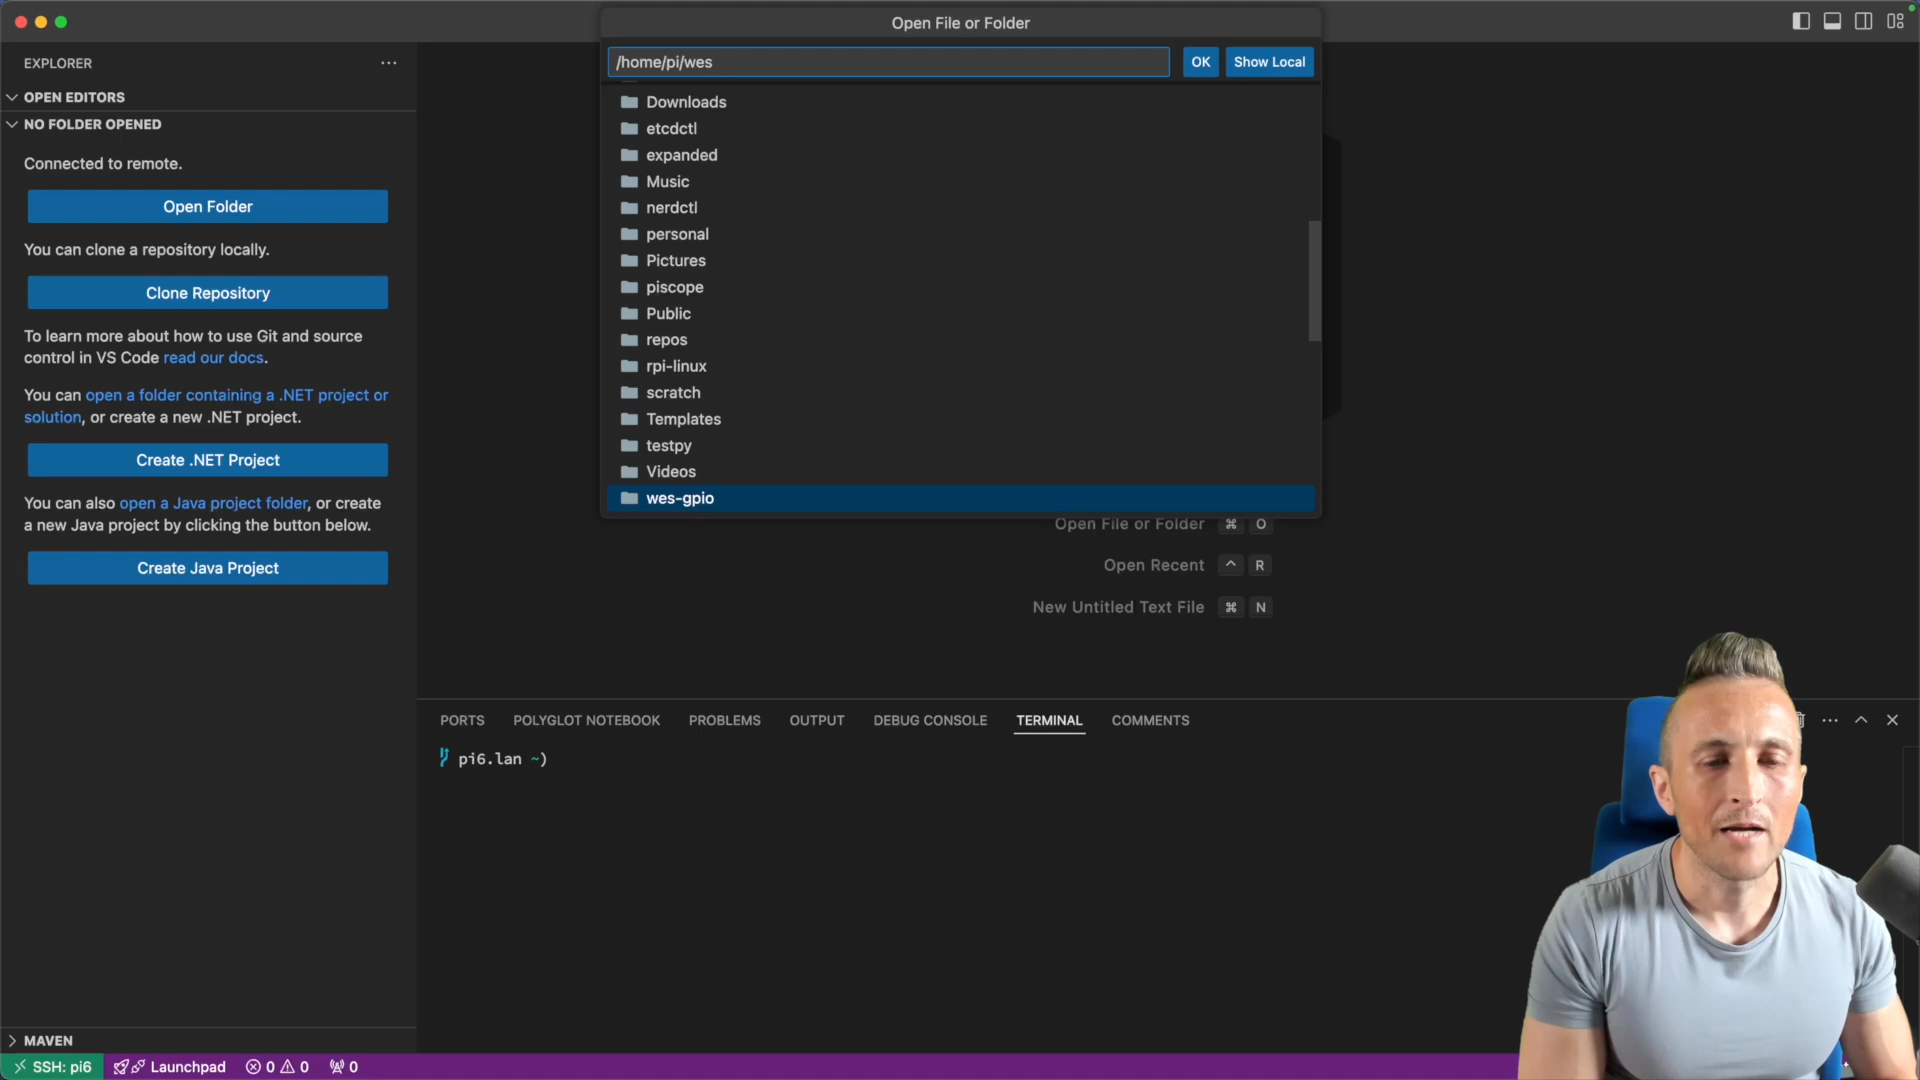 Open File or Folder
/home/pi/wes
OK
Show Local
Downloads
etcdctl
expanded
Music
nerdctl
personal
Pictures
piscope
Public
repos
rpi-linux
scratch
Templates
testpy
Videos
wes-gpio
EXPLORER
OPEN EDITORS
NO FOLDER OPENED
Connected to remote.
Open Folder
You can clone a repository locally.
Clone Repository
To learn more about how to use Git and source
control in VS Code read our docs.
You can open a folder containing a .NET project or
solution, or create a new .NET project.
Create .NET Project
You can also open a Java project folder, or create
a new Java project by clicking the button below.
Create Java Project
Open File or Folder ⌘ O
Open Recent ^ R
New Untitled Text File ⌘ N
PORTS
POLYGLOT NOTEBOOK
PROBLEMS
OUTPUT
DEBUG CONSOLE
TERMINAL
COMMENTS
pi6.lan ~)
MAVEN
SSH: pi6
Launchpad
0
0
0